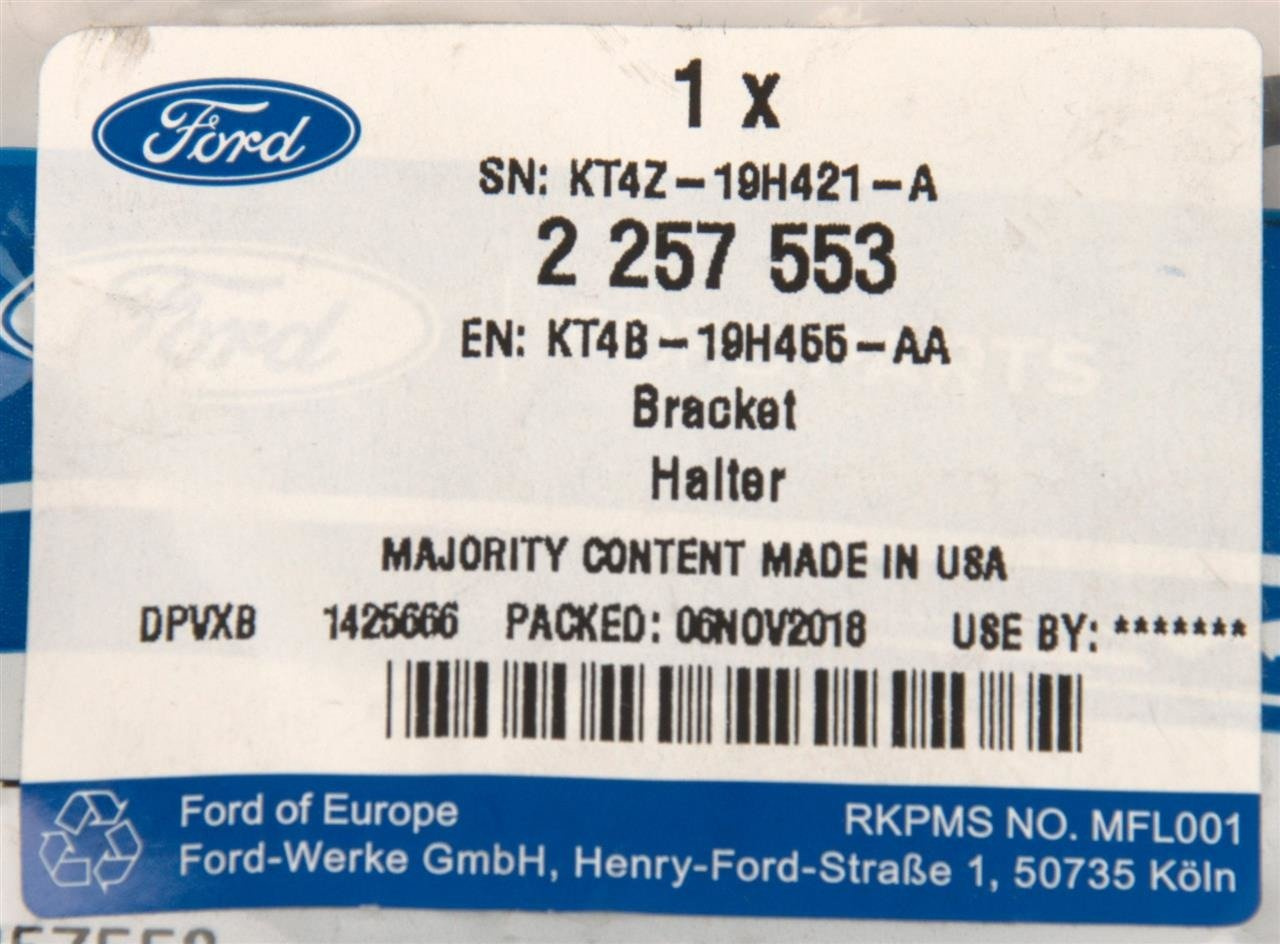 Ford
1 x
SN: KT4Z-19H421-A
2 257 553
EN: KT4B-19H455-AA
Bracket
Halter
MAJORITY CONTENT MADE IN USA
DPVXB 1425666 PACKED: 06NOV2018 USE BY: *******
Ford of Europe RKPMS NO. MFL001
Ford-Werke GmbH, Henry-Ford-Straße 1, 50735 Köln
Ford